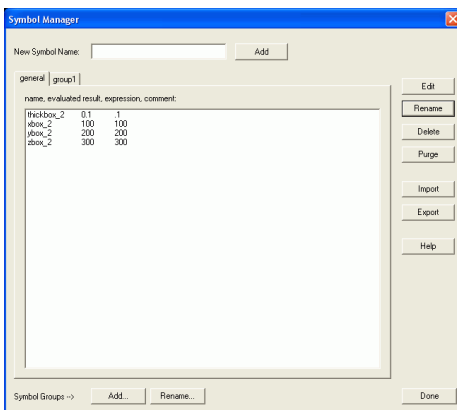 Symbol Manager
New Symbol Name:
Add
general group1
name, evaluated result, expression, comment:
thickbox_2 0.1 .1
xbox_2 100 100
ybox_2 200 200
zbox_2 300 300
Edit
Rename
Delete
Purge
Import
Export
Help
Symbol Groups --> Add... Rename...
Done